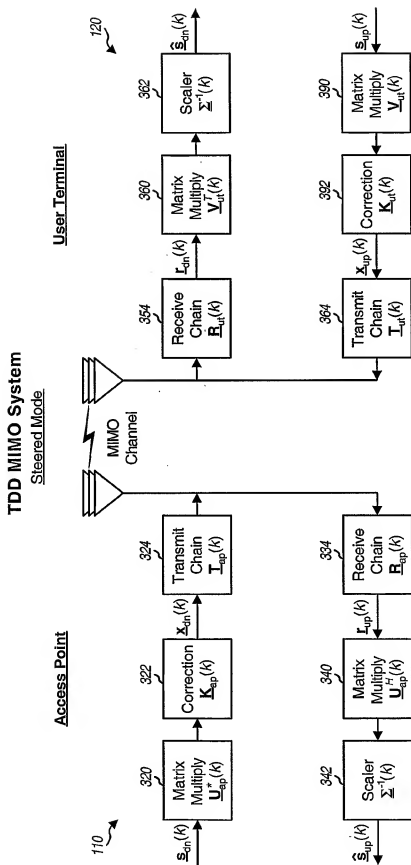 TDD MIMO System
Steered Mode
Access Point
User Terminal
110
120
s_dn(k)
320
Matrix
Multiply
U*_ap(k)
322
Correction
K_ap(k)
x_dn(k)
324
Transmit
Chain
T_ap(k)
MIMO
Channel
354
Receive
Chain
R_ut(k)
r_dn(k)
360
Matrix
Multiply
V^T_ut(k)
362
Scaler
Σ^-1(k)
ŝ_dn(k)
ŝ_up(k)
342
Scaler
Σ^-1(k)
340
Matrix
Multiply
U^H_ap(k)
r_up(k)
334
Receive
Chain
R_ap(k)
364
Transmit
Chain
T_ut(k)
x_up(k)
392
Correction
K_ut(k)
390
Matrix
Multiply
V_ut(k)
s_up(k)